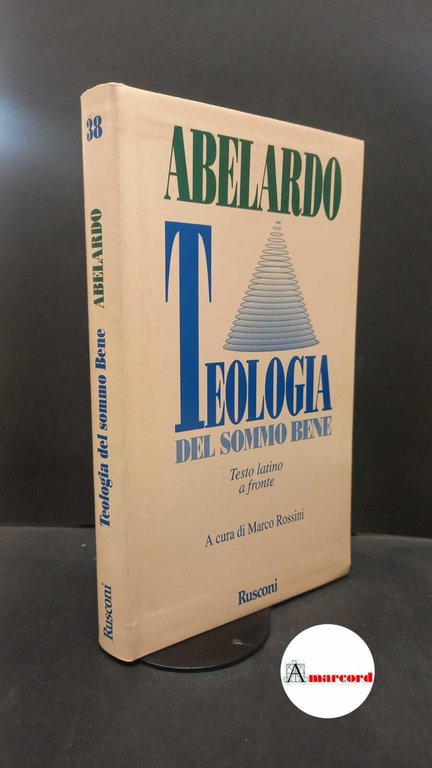 38
ABELARDO
Teologia del sommo Bene
Rusconi
ABELARDO
TEOLOGIA
DEL SOMMO BENE
Testo latino
a fronte
A cura di Marco Rossini
Rusconi
Amarcord